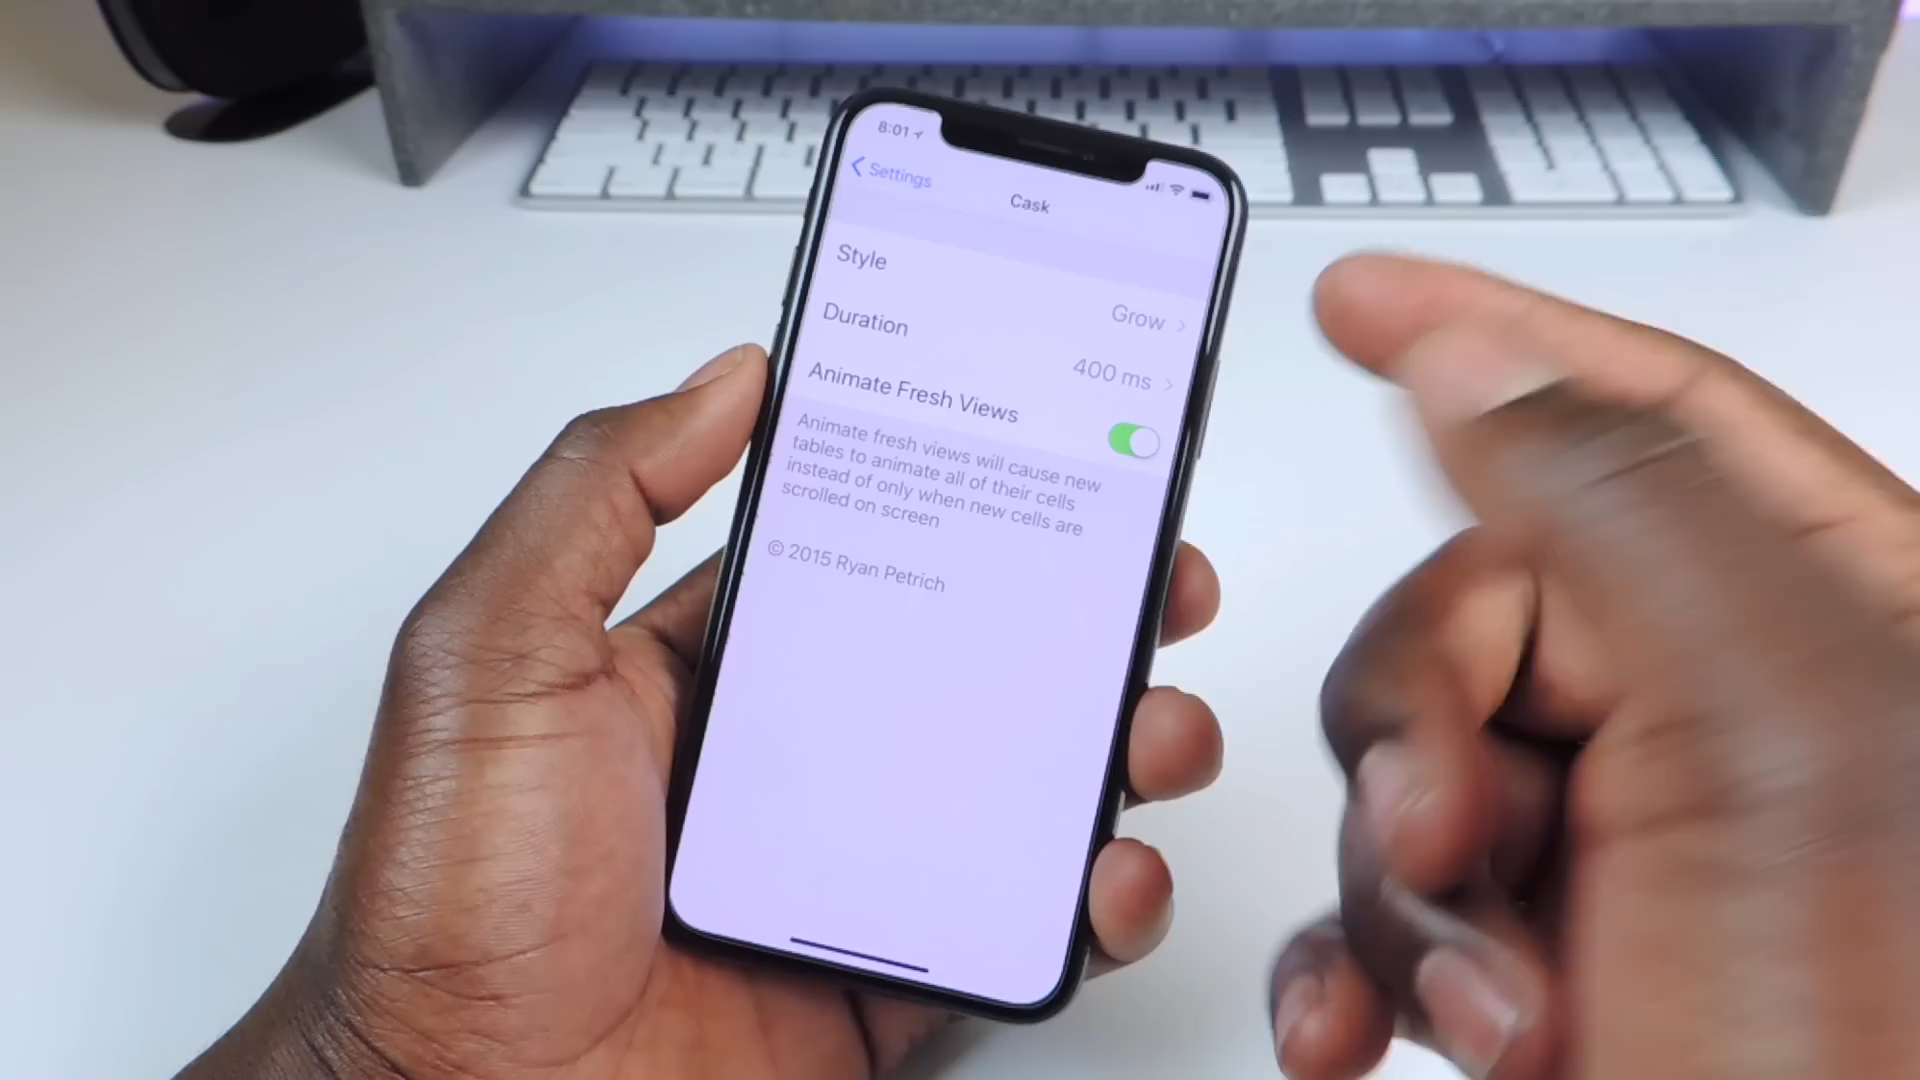 8:01
Settings
Cask
Style
Grow
Duration
400 ms
Animate Fresh Views
Animate fresh views will cause new
tables to animate all of their cells
instead of only when new cells are
scrolled on screen
© 2015 Ryan Petrich